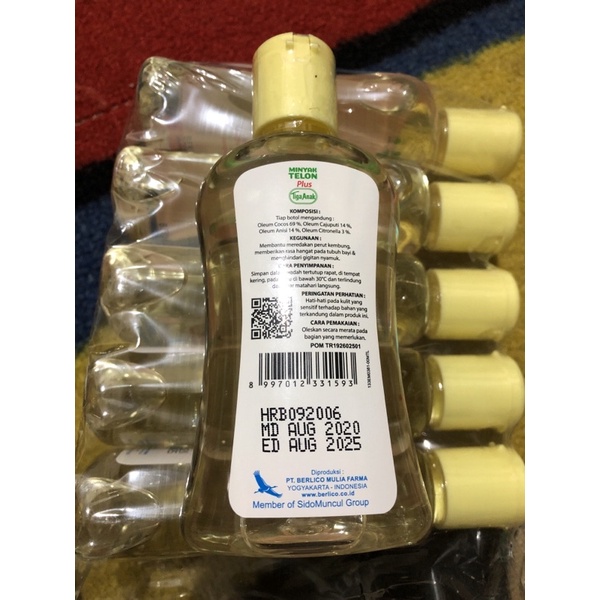 MINYAK
TELON
Plus
Tiga Anak
KOMPOSISI :
Tiap botol mengandung :
Oleum Cocos 69 %, Oleum Cajuputi 14 %,
Oleum Anisi 14 %, Oleum Citronella 3 %.
KEGUNAAN :
Membantu meredakan perut kembung,
memberikan rasa hangat pada tubuh bayi &
menghindari gigitan nyamuk.
CARA PENYIMPANAN :
Simpan dalam wadah tertutup rapat, di tempat
kering, pada suhu di bawah 30°C dan terlindung
dari sinar matahari langsung.
PERINGATAN PERHATIAN :
Hati-hati pada kulit yang
sensitif terhadap bahan yang
terkandung dalam produk ini.
CARA PEMAKAIAN :
Oleskan secara merata pada
bagian yang memerlukan.
POM TR192602501
8 997012 331593
HRB092006
MD AUG 2020
ED AUG 2025
Diproduksi :
PT. BERLICO MULIA FARMA
YOGYAKARTA - INDONESIA
www.berlico.co.id
Member of SidoMuncul Group